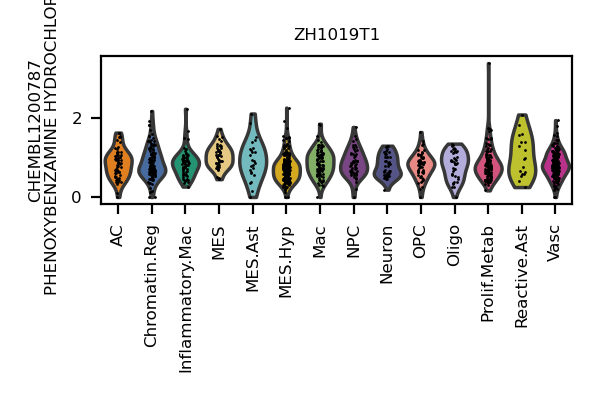 ZH1019T1
CHEMBL1200787
PHENOXYBENZAMINE HYDROCHLOR
2
0
AC
Chromatin.Reg
Inflammatory.Mac
MES
MES.Ast
MES.Hyp
Mac
NPC
Neuron
OPC
Oligo
Prolif.Metab
Reactive.Ast
Vasc